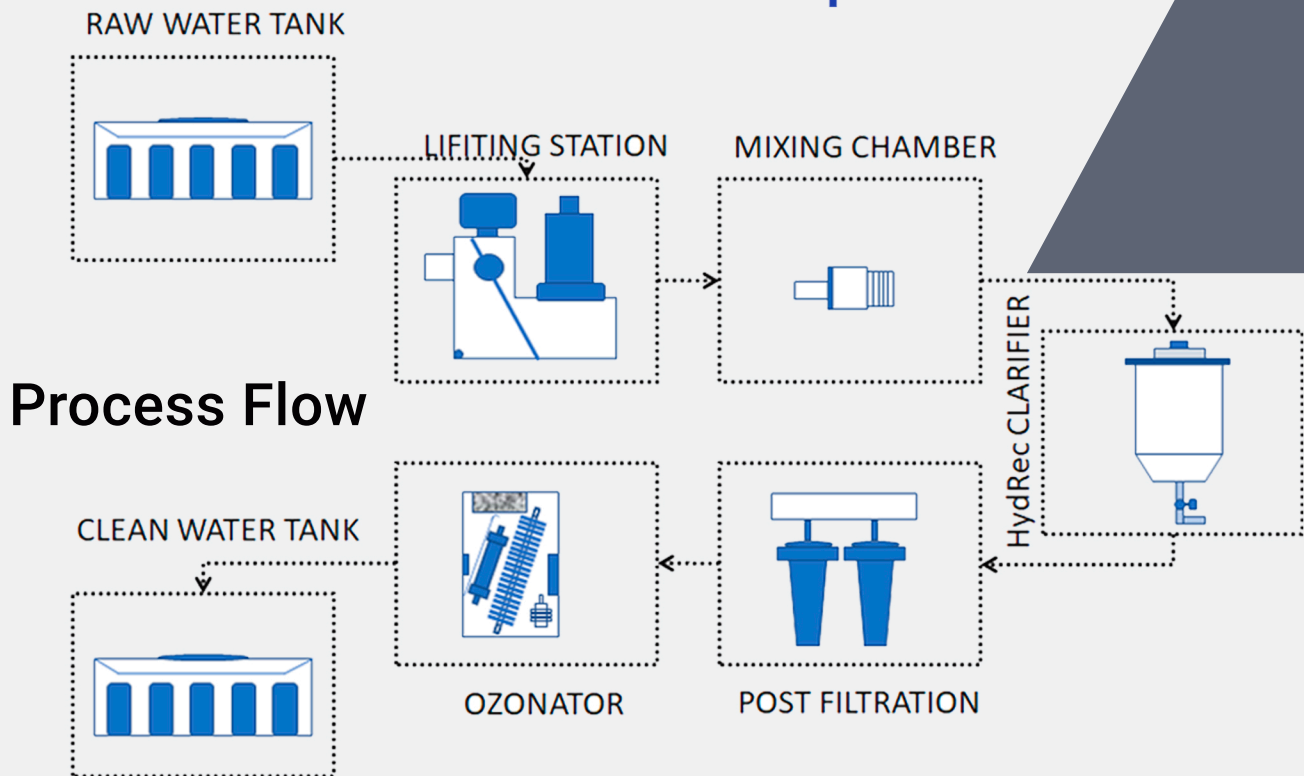 RAW WATER TANK
LIFITING STATION
MIXING CHAMBER
HydRec CLARIFIER
Process Flow
CLEAN WATER TANK
OZONATOR
POST FILTRATION